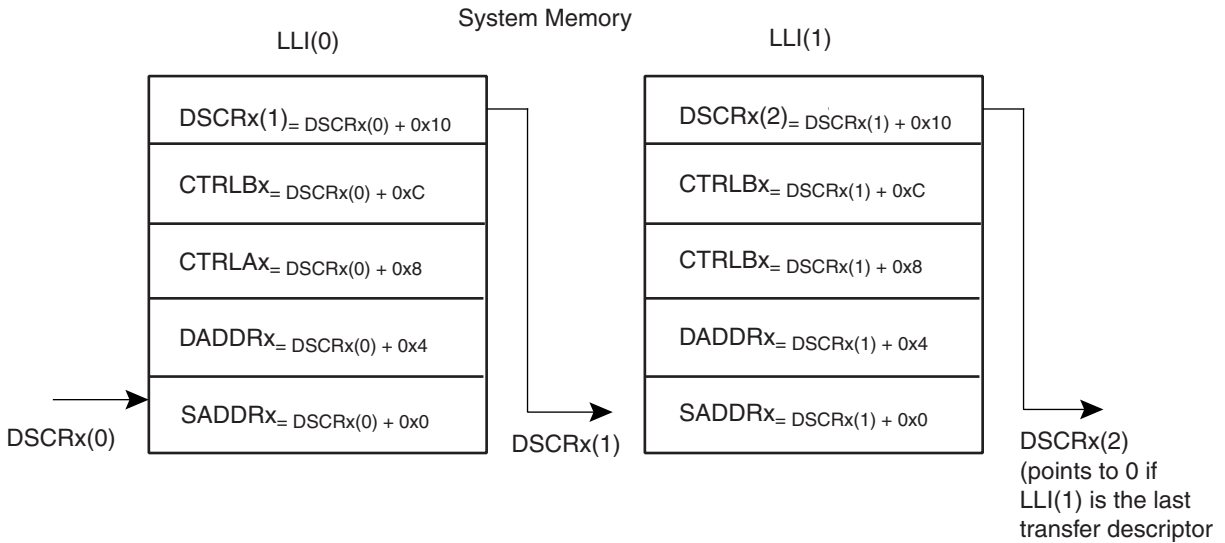 System Memory
LLI(0)
LLI(1)
DSCRx(1)= DSCRx(0) + 0x10
CTRLBx= DSCRx(0) + 0xC
CTRLAx= DSCRx(0) + 0x8
DADDRx= DSCRx(0) + 0x4
SADDRx= DSCRx(0) + 0x0
DSCRx(0)
DSCRx(2)= DSCRx(1) + 0x10
CTRLBx= DSCRx(1) + 0xC
CTRLBx= DSCRx(1) + 0x8
DADDRx= DSCRx(1) + 0x4
SADDRx= DSCRx(1) + 0x0
DSCRx(1)
DSCRx(2)
(points to 0 if
LLI(1) is the last
transfer descriptor